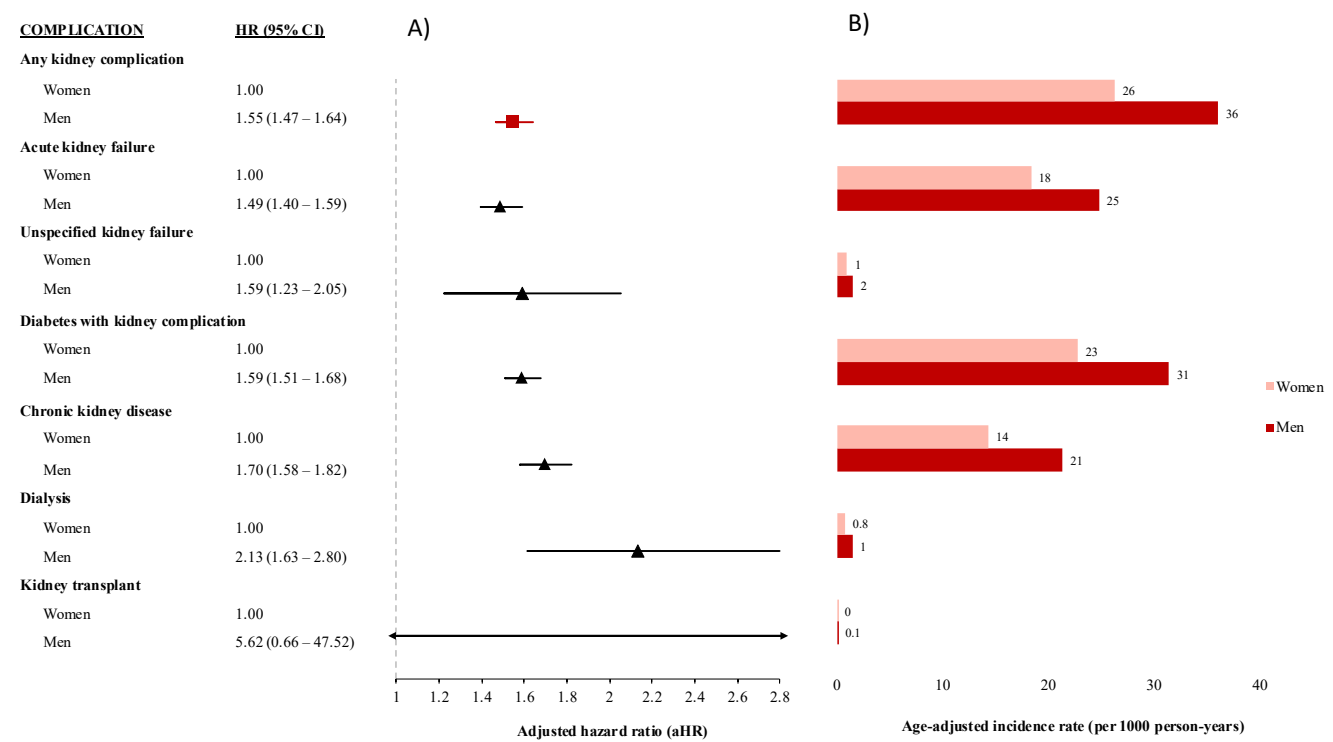 COMPLICATION HR (95% CI) A) B)
Any kidney complication
Women 1.00 26
Men 1.55 (1.47 – 1.64) 36
Acute kidney failure
Women 1.00 18
Men 1.49 (1.40 – 1.59) 25
Unspecified kidney failure
Women 1.00 1
Men 1.59 (1.23 – 2.05) 2
Diabetes with kidney complication
Women 1.00 23
Men 1.59 (1.51 – 1.68) 31
Women
Chronic kidney disease
Men
Women 1.00 14
Men 1.70 (1.58 – 1.82) 21
Dialysis
Women 1.00 0.8
Men 2.13 (1.63 – 2.80) 1
Kidney transplant
Women 1.00 0
Men 5.62 (0.66 – 47.52) 0.1
1 1.2 1.4 1.6 1.8 2 2.2 2.4 2.6 2.8
0 10 20 30 40
Adjusted hazard ratio (aHR)
Age-adjusted incidence rate (per 1000 person-years)